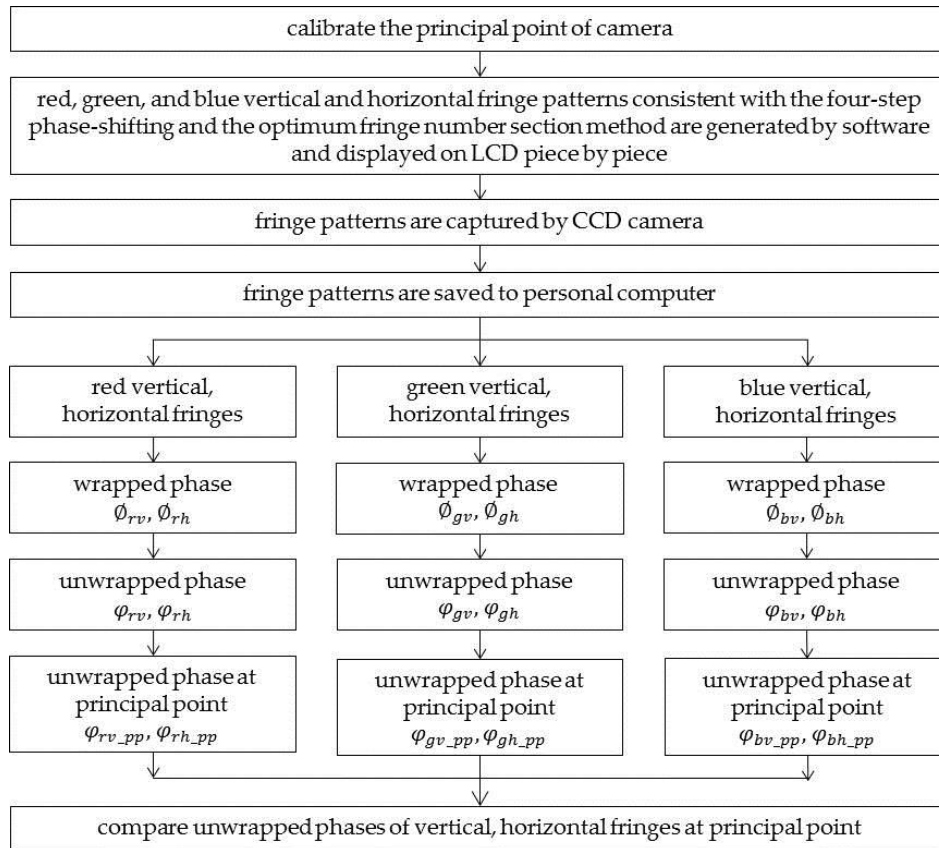 calibrate the principal point of camera
red, green, and blue vertical and horizontal fringe patterns consistent with the four-step
phase-shifting and the optimum fringe number section method are generated by software
and displayed on LCD piece by piece
fringe patterns are captured by CCD camera
fringe patterns are saved to personal computer
red vertical,
horizontal fringes
wrapped phase
∅rv, ∅rh
unwrapped phase
φrv, φrh
unwrapped phase at
principal point
φrv_pp, φrh_pp
green vertical,
horizontal fringes
wrapped phase
∅gv, ∅gh
unwrapped phase
φgv, φgh
unwrapped phase at
principal point
φgv_pp, φgh_pp
blue vertical,
horizontal fringes
wrapped phase
∅bv, ∅bh
unwrapped phase
φbv, φbh
unwrapped phase at
principal point
φbv_pp, φbh_pp
compare unwrapped phases of vertical, horizontal fringes at principal point